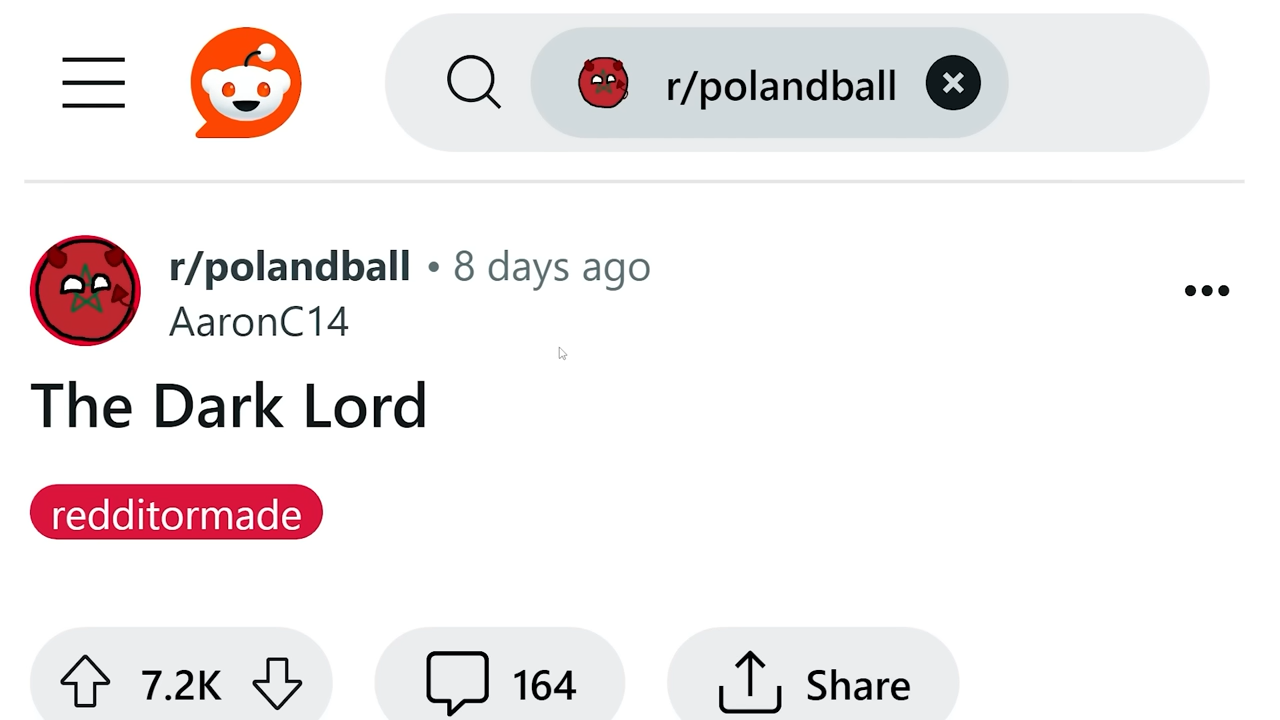 r/polandball
r/polandball • 8 days ago
AaronC14
The Dark Lord
redditormade
7.2K 164 Share